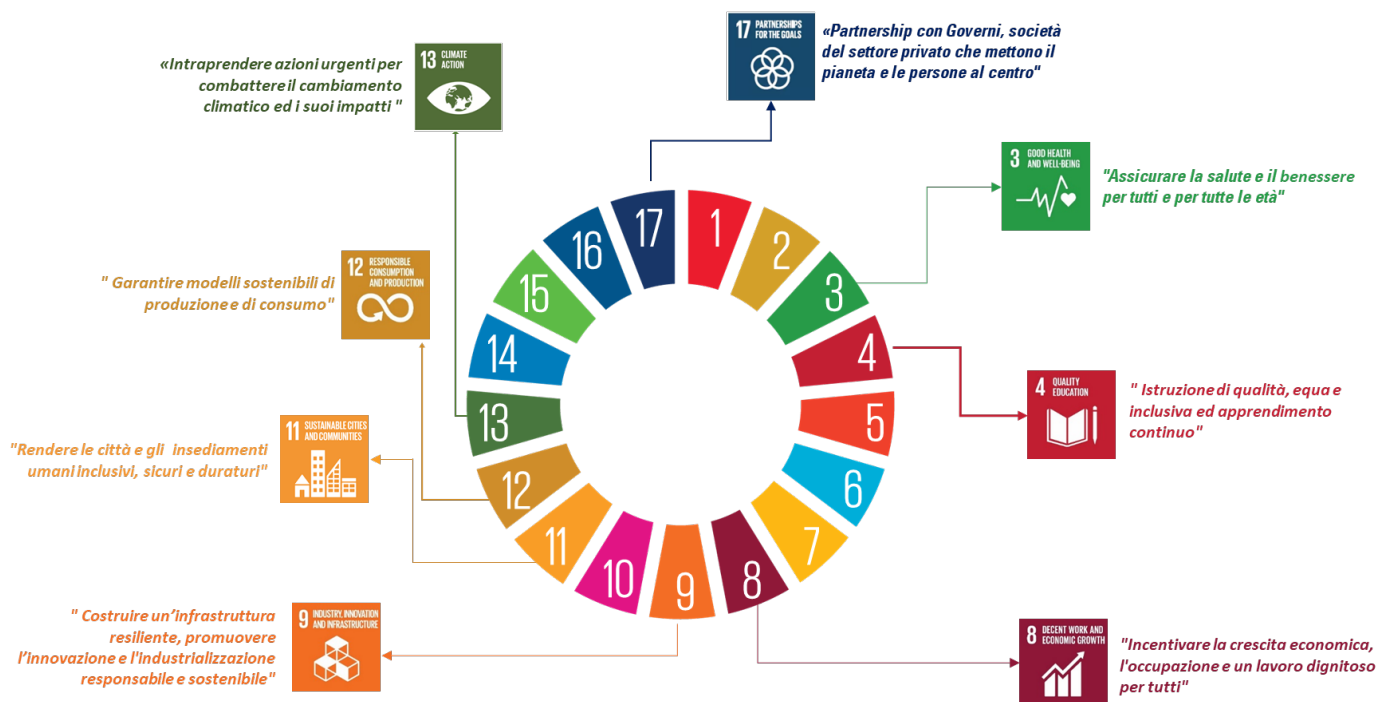 17 PARTNERSHIPS
FOR THE GOALS
«Partnership con Governi, società
del settore privato che mettono il
pianeta e le persone al centro"
13 CLIMATE
ACTION
«Intraprendere azioni urgenti per
combattere il cambiamento
climatico ed i suoi impatti "
3 GOOD HEALTH
AND WELL-BEING
"Assicurare la salute e il benessere
per tutti e per tutte le età"
12 RESPONSIBLE
CONSUMPTION
AND PRODUCTION
" Garantire modelli sostenibili di
produzione e di consumo"
4 QUALITY
EDUCATION
" Istruzione di qualità, equa e
inclusiva ed apprendimento
continuo"
11 SUSTAINABLE CITIES
AND COMMUNITIES
"Rendere le città e gli insediamenti
umani inclusivi, sicuri e duraturi"
9 INDUSTRY, INNOVATION
AND INFRASTRUCTURE
" Costruire un’infrastruttura
resiliente, promuovere
l’innovazione e l'industrializzazione
responsabile e sostenibile"
8 DECENT WORK AND
ECONOMIC GROWTH
"Incentivare la crescita economica,
l'occupazione e un lavoro dignitoso
per tutti"
1
2
3
4
5
6
7
8
9
10
11
12
13
14
15
16
17